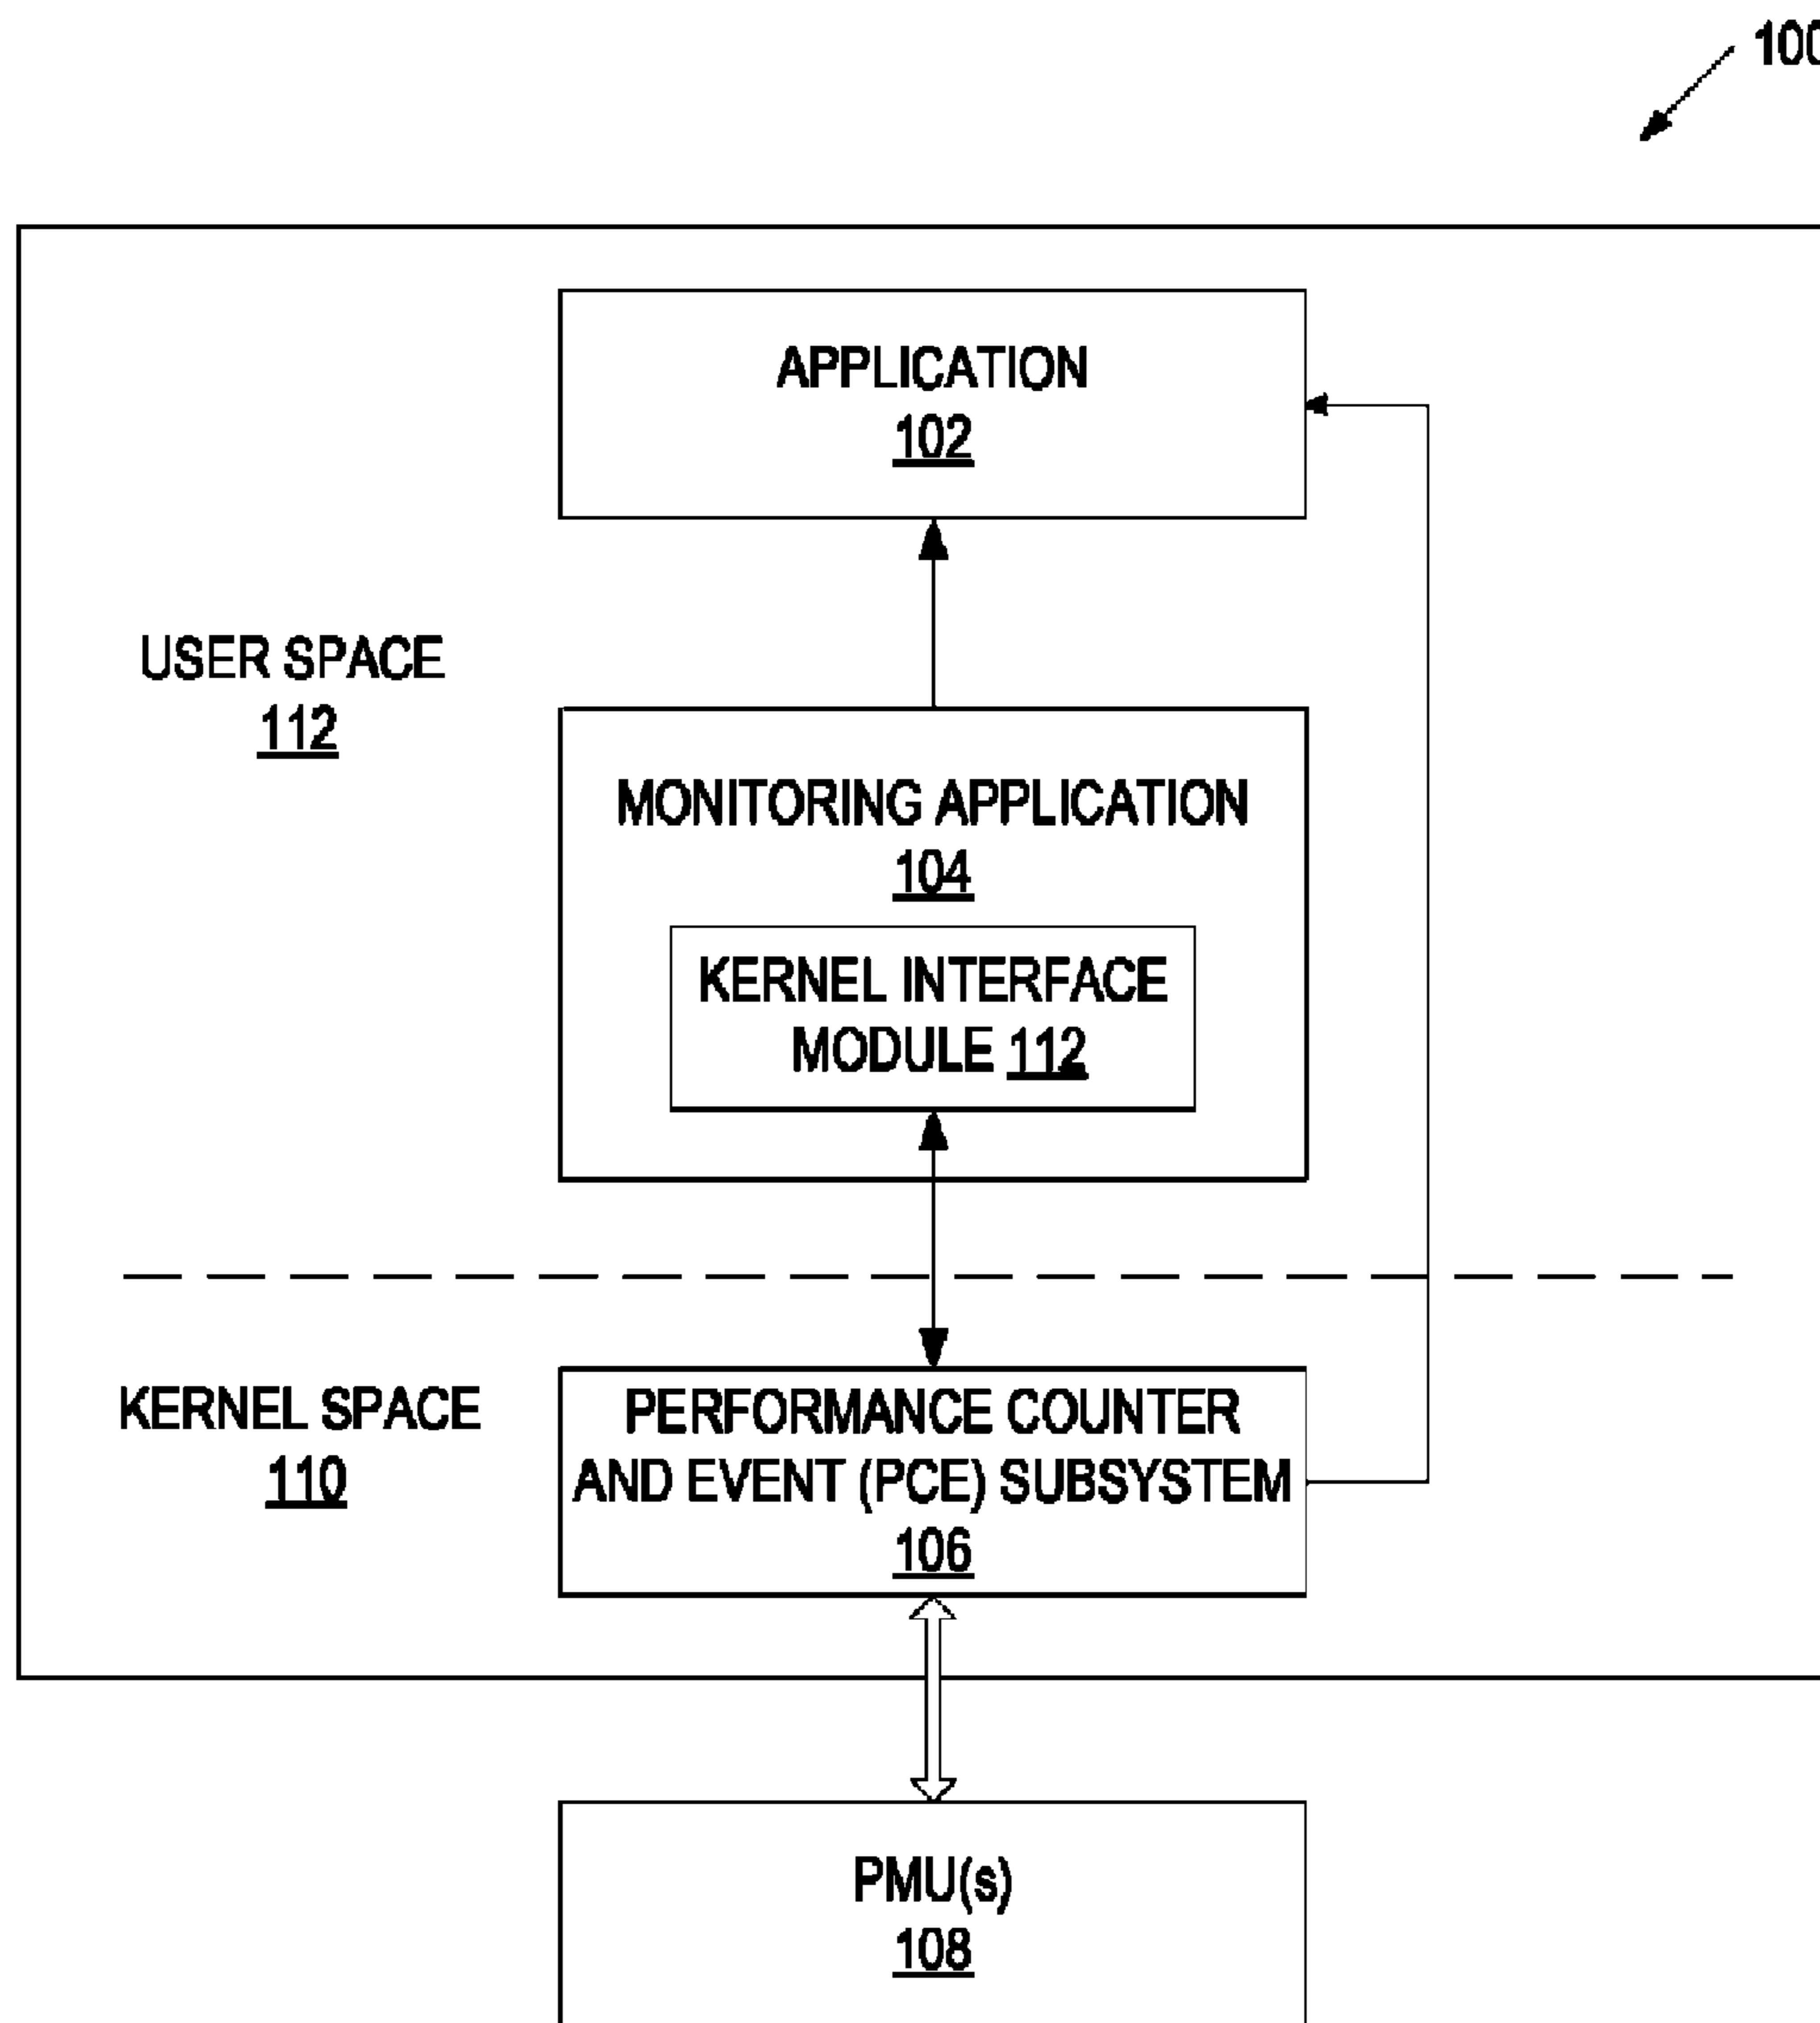 100
APPLICATION
102
USER SPACE
112
MONITORING APPLICATION
104
KERNEL INTERFACE
MODULE 112
KERNEL SPACE
110
PERFORMANCE COUNTER
AND EVENT (PCE) SUBSYSTEM
106
PMU(s)
108